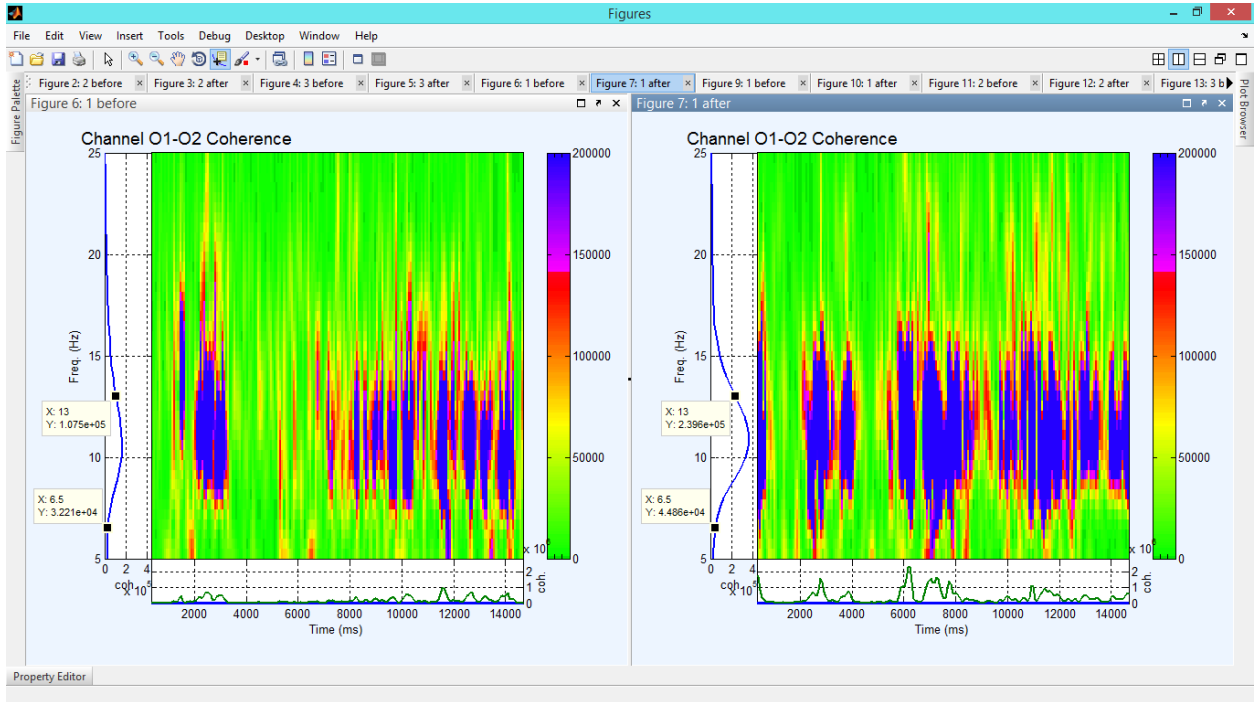 Figures
File Edit View Insert Tools Debug Desktop Window Help
Figure 2: 2 before Figure 3: 2 after Figure 4: 3 before Figure 5: 3 after Figure 6: 1 before Figure 7: 1 after Figure 9: 1 before Figure 10: 1 after Figure 11: 2 before Figure 12: 2 after Figure 13: 3 b
Figure Palette
Plot Browser
Figure 6: 1 before
Channel O1-O2 Coherence
25
20
15
10
5
Freq. (Hz)
X: 13
Y: 1.075e+05
X: 6.5
Y: 3.221e+04
0 2 4
coh.
x 10^5
200000
150000
100000
50000
0
x 10^6
2
1
0
coh.
2000 4000 6000 8000 10000 12000 14000
Time (ms)
Figure 7: 1 after
Channel O1-O2 Coherence
25
20
15
10
5
Freq. (Hz)
X: 13
Y: 2.396e+05
X: 6.5
Y: 4.486e+04
0 2 4
coh.
x 10^5
200000
150000
100000
50000
0
x 10^6
2
1
0
coh.
2000 4000 6000 8000 10000 12000 14000
Time (ms)
Property Editor